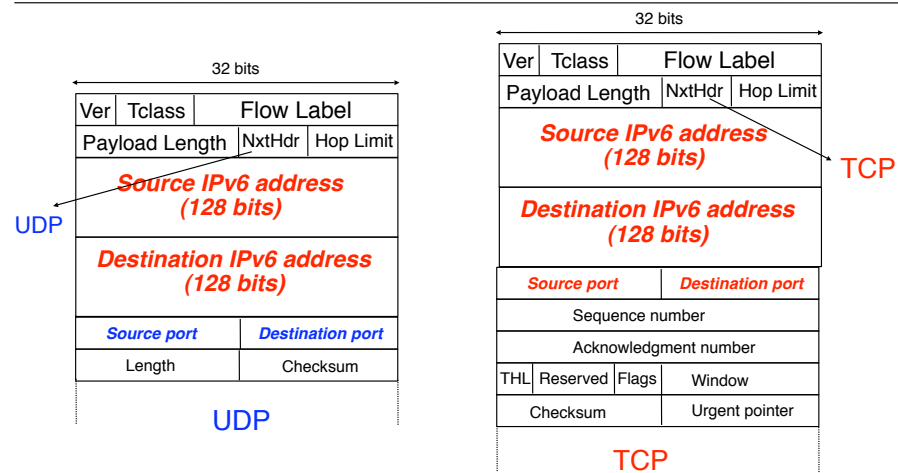 32 bits
Ver Tclass Flow Label
Payload Length NxtHdr Hop Limit
Source IPv6 address
(128 bits)
UDP
Destination IPv6 address
(128 bits)
Source port Destination port
Length Checksum
UDP
32 bits
Ver Tclass Flow Label
Payload Length NxtHdr Hop Limit
Source IPv6 address
(128 bits)
TCP
Destination IPv6 address
(128 bits)
Source port Destination port
Sequence number
Acknowledgment number
THL Reserved Flags Window
Checksum Urgent pointer
TCP